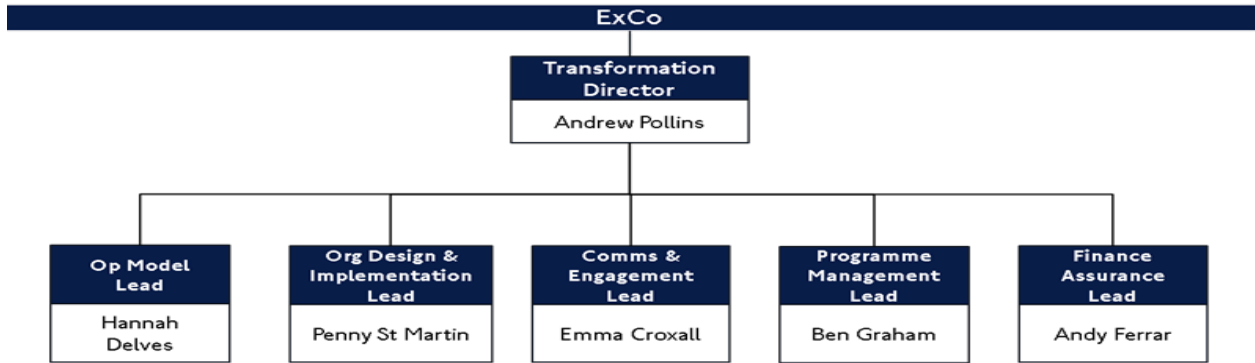 ExCo
Transformation
Director
Andrew Pollins
Op Model
Lead
Hannah
Delves
Org Design &
Implementation
Lead
Penny St Martin
Comms &
Engagement
Lead
Emma Croxall
Programme
Management
Lead
Ben Graham
Finance
Assurance
Lead
Andy Ferrar